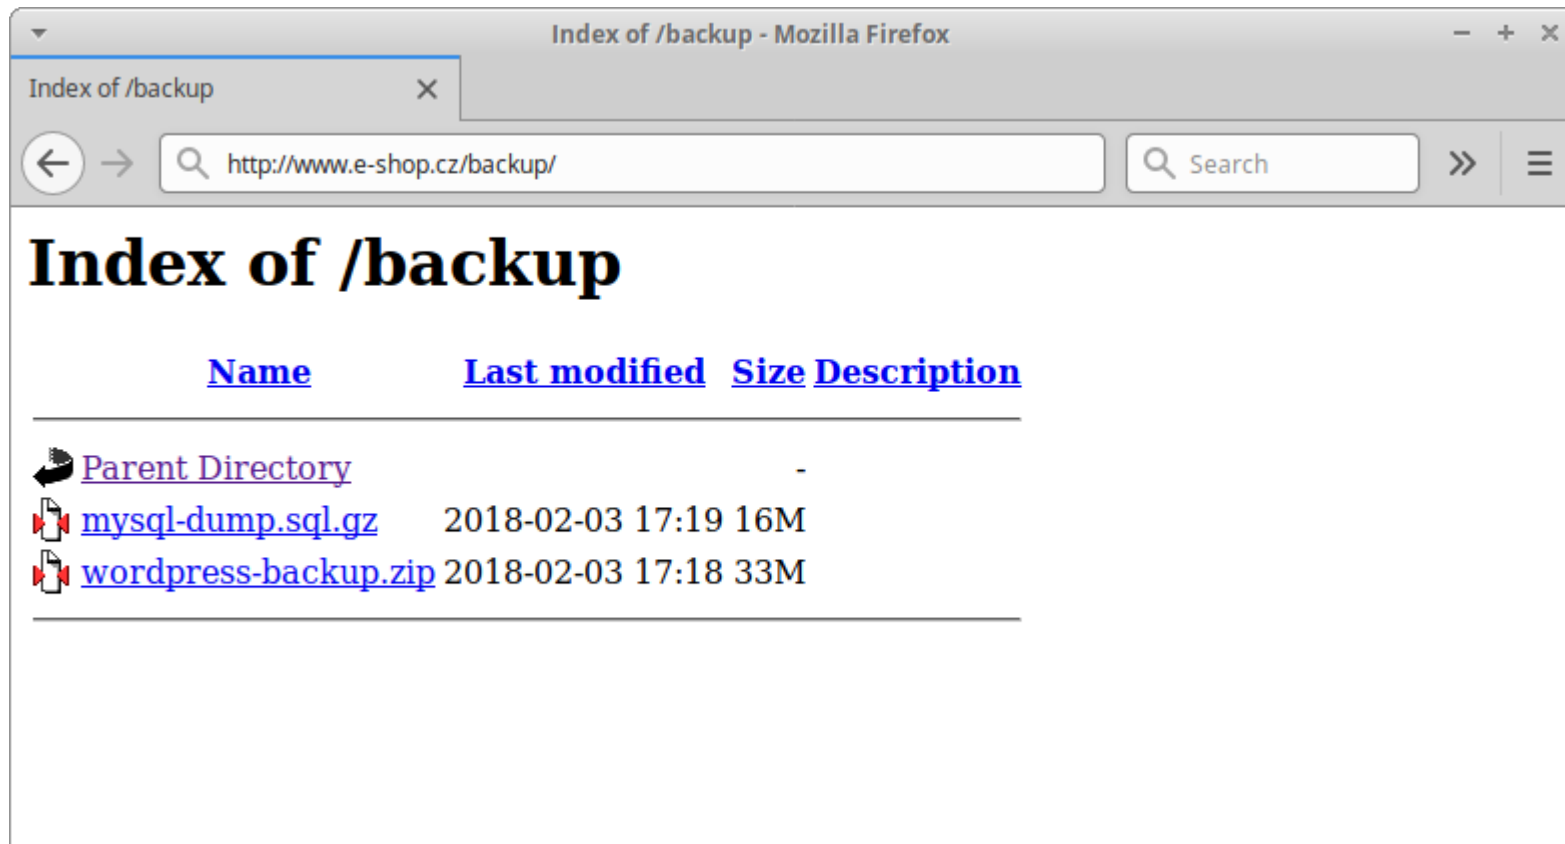 Index of /backup - Mozilla Firefox
Index of /backup
http://www.e-shop.cz/backup/ Search
Index of /backup
Name Last modified Size Description
Parent Directory -
mysql-dump.sql.gz 2018-02-03 17:19 16M
wordpress-backup.zip 2018-02-03 17:18 33M